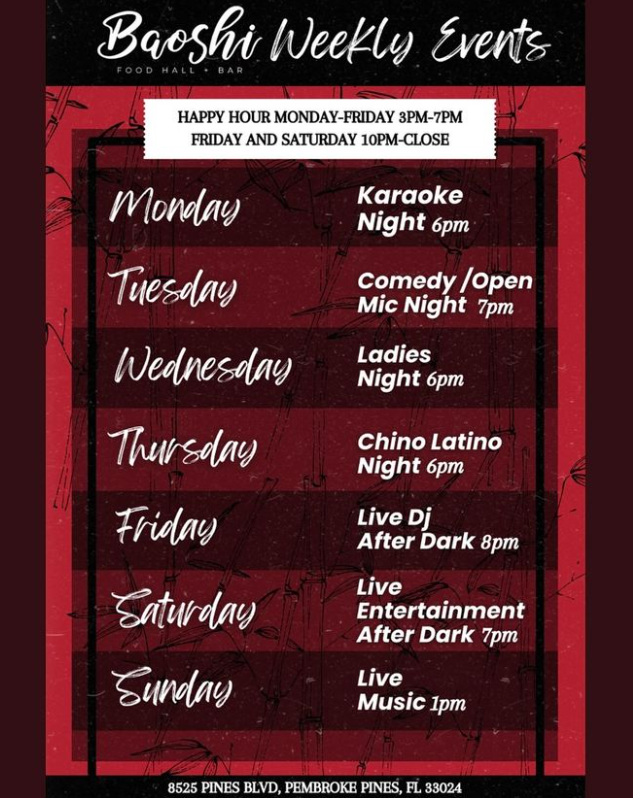 Baoshi Weekly Events
FOOD HALL + BAR
HAPPY HOUR MONDAY-FRIDAY 3PM-7PM
FRIDAY AND SATURDAY 10PM-CLOSE
Monday
Karaoke
Night 6pm
Tuesday
Comedy /Open
Mic Night 7pm
Wednesday
Ladies
Night 6pm
Thursday
Chino Latino
Night 6pm
Friday
Live Dj
After Dark 8pm
Saturday
Live
Entertainment
After Dark 7pm
Sunday
Live
Music 1pm
8525 PINES BLVD, PEMBROKE PINES, FL 33024